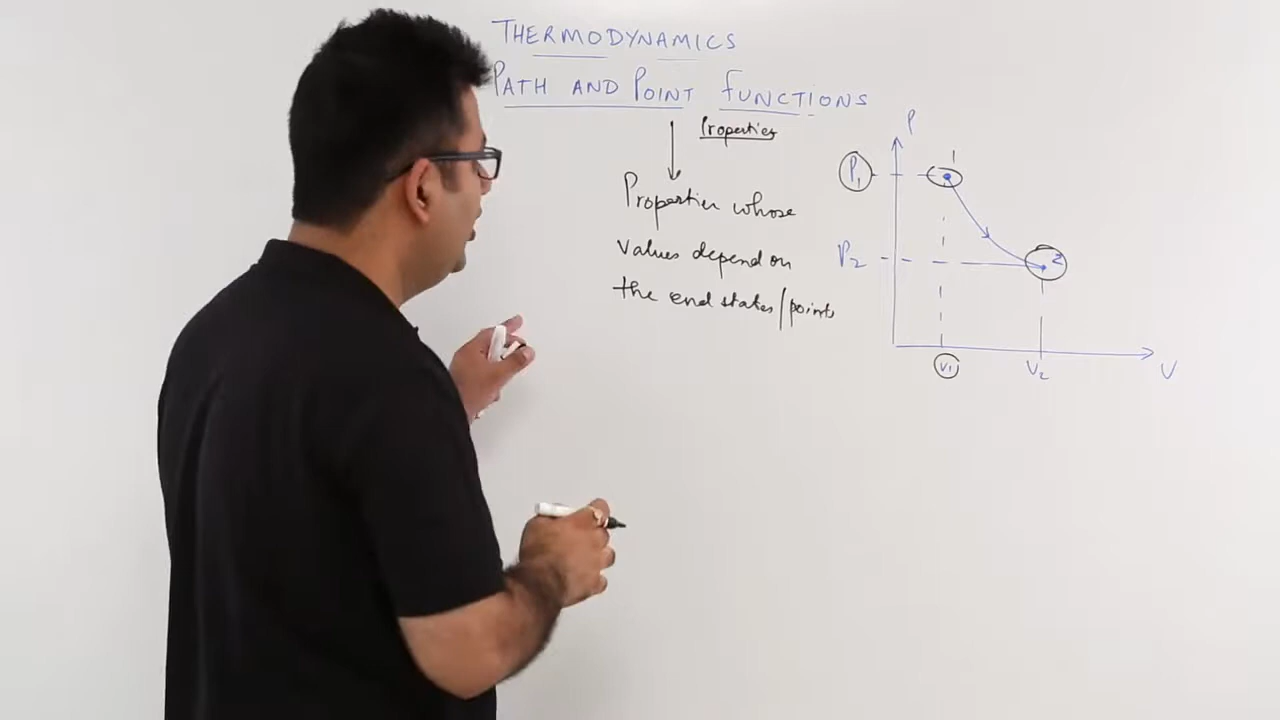 THERMODYNAMICS
PATH AND POINT FUNCTIONS
Properties
Properties whose
values depend on
the end states/points
P
P1
P2
2
V1
V2
V